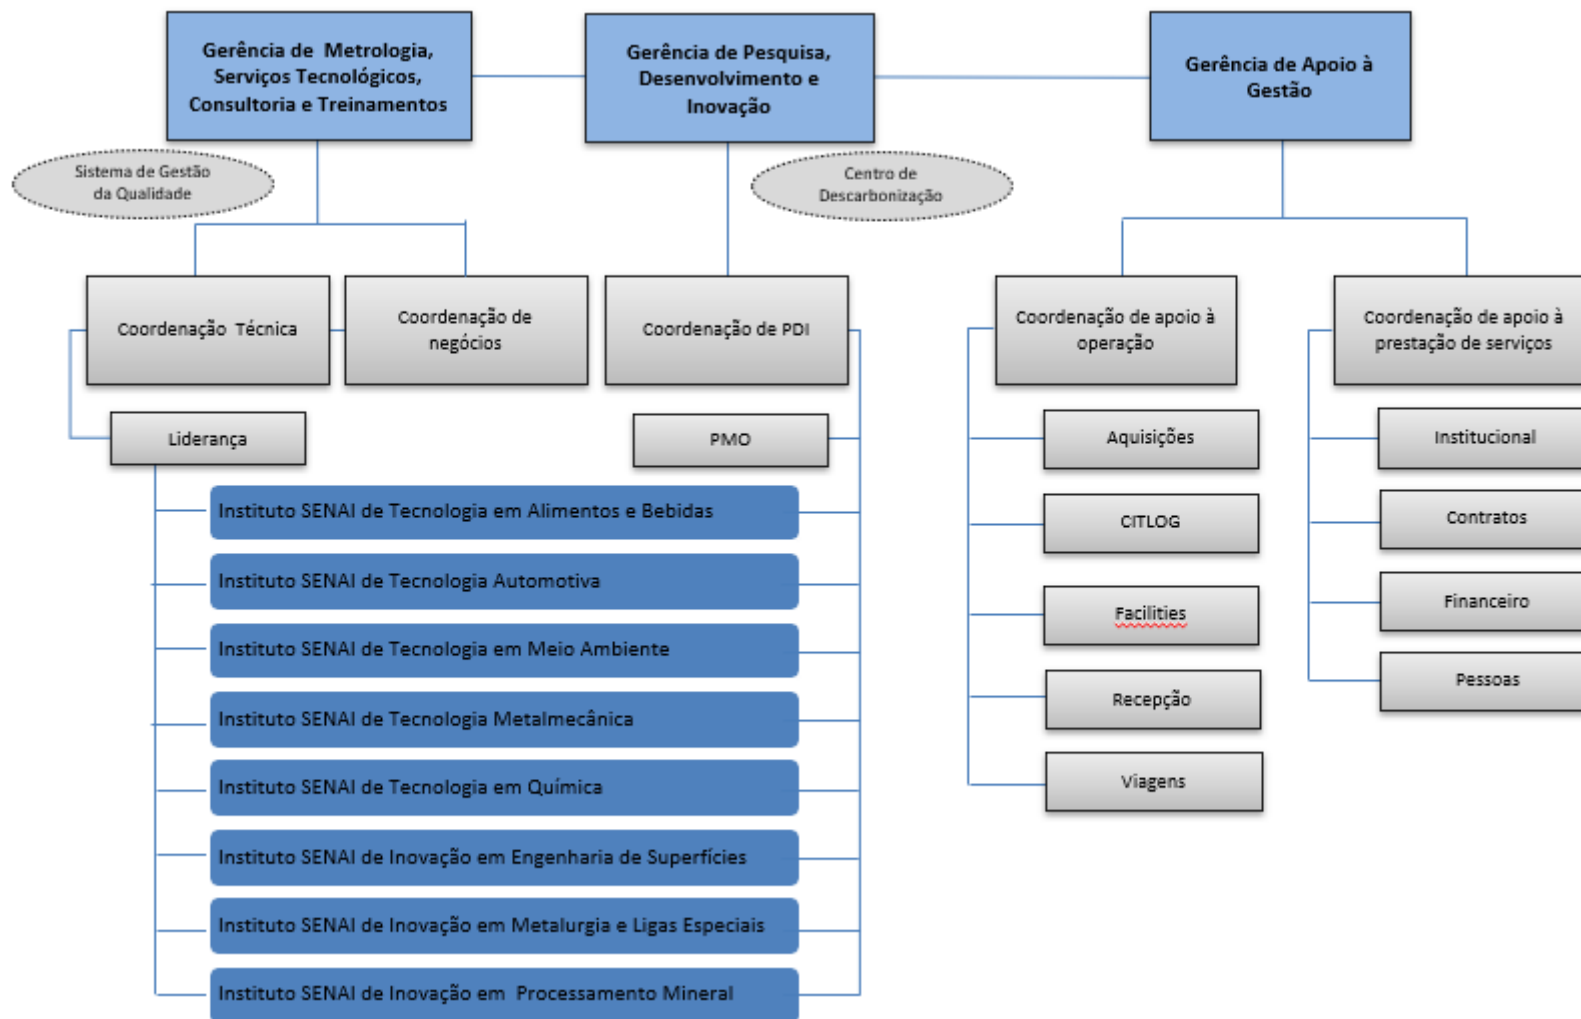 Gerência de Metrologia,
Serviços Tecnológicos,
Consultoria e Treinamentos
Gerência de Pesquisa,
Desenvolvimento e
Inovação
Gerência de Apoio à
Gestão
Sistema de Gestão
da Qualidade
Centro de
Descarbonização
Coordenação Técnica
Coordenação de
negócios
Coordenação de PDI
Coordenação de apoio à
operação
Coordenação de apoio à
prestação de serviços
Liderança
PMO
Aquisições
Institucional
Instituto SENAI de Tecnologia em Alimentos e Bebidas
CITLOG
Contratos
Instituto SENAI de Tecnologia Automotiva
Facilities
Financeiro
Instituto SENAI de Tecnologia em Meio Ambiente
Recepção
Pessoas
Instituto SENAI de Tecnologia Metalmecânica
Instituto SENAI de Tecnologia em Química
Viagens
Instituto SENAI de Inovação em Engenharia de Superfícies
Instituto SENAI de Inovação em Metalurgia e Ligas Especiais
Instituto SENAI de Inovação em Processamento Mineral